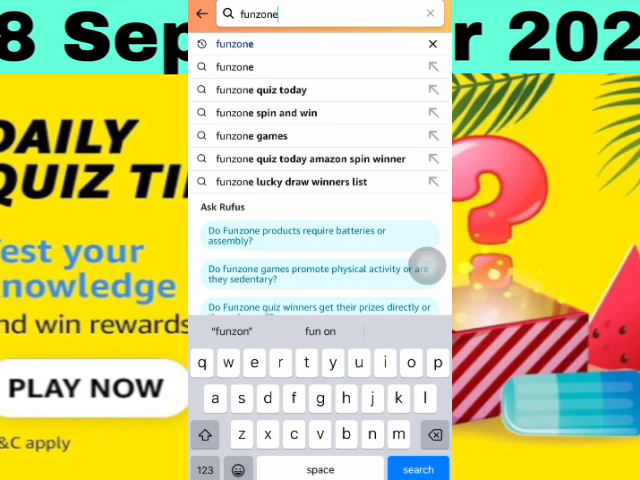 8 Sep
r 202
DAILY
QUIZ TI
est your
nowledge
nd win rewards
PLAY NOW
&C apply
funzone
funzone
funzone
funzone quiz today
funzone spin and win
funzone games
funzone quiz today amazon spin winner
funzone lucky draw winners list
Ask Rufus
Do Funzone products require batteries or
assembly?
Do funzone games promote physical activity or are
they sedentary?
Do Funzone quiz winners get their prizes directly or
"funzon" fun on
q w e r t y u i o p
a s d f g h j k l
z x c v b n m
123 space search
?